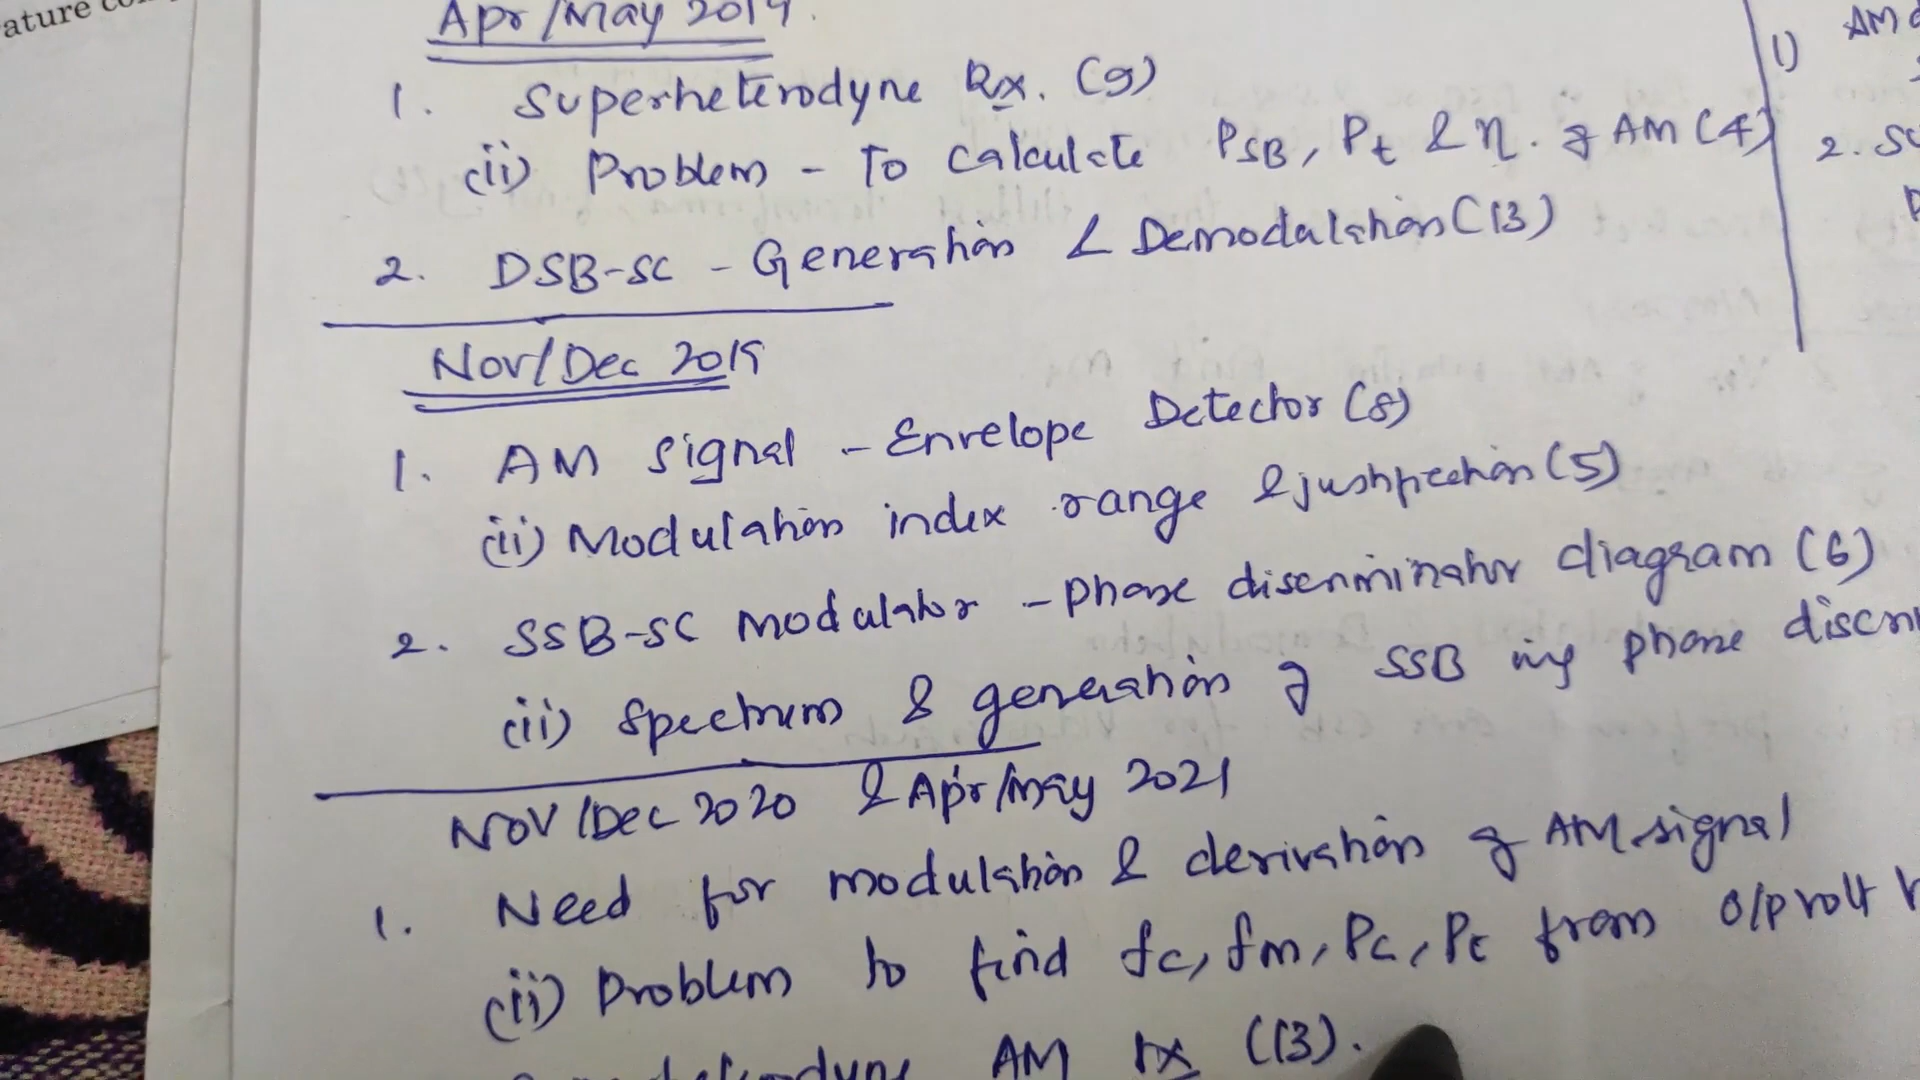 ature
Apr/May 2019.
1. Superheterodyne Rx. (9)
(ii) Problem - To calculate PSB, Pt & η. of AM (4)
2. DSB-SC - Generation & Demodulation (13)
Nov/Dec 2019
1. AM signal - Envelope Detector (8)
(ii) Modulation index range & justification (5)
2. SSB-SC modulator - phase discriminator diagram (6)
(ii) Spectrum & generation of SSB using phase
NOV/Dec 2020 & Apr/May 2021
1. Need for modulation & derivation of AM signal
(ii) Problem to find fc, fm, Pc, Pt from o/p volt
AM rx (13).
1) AM
2.